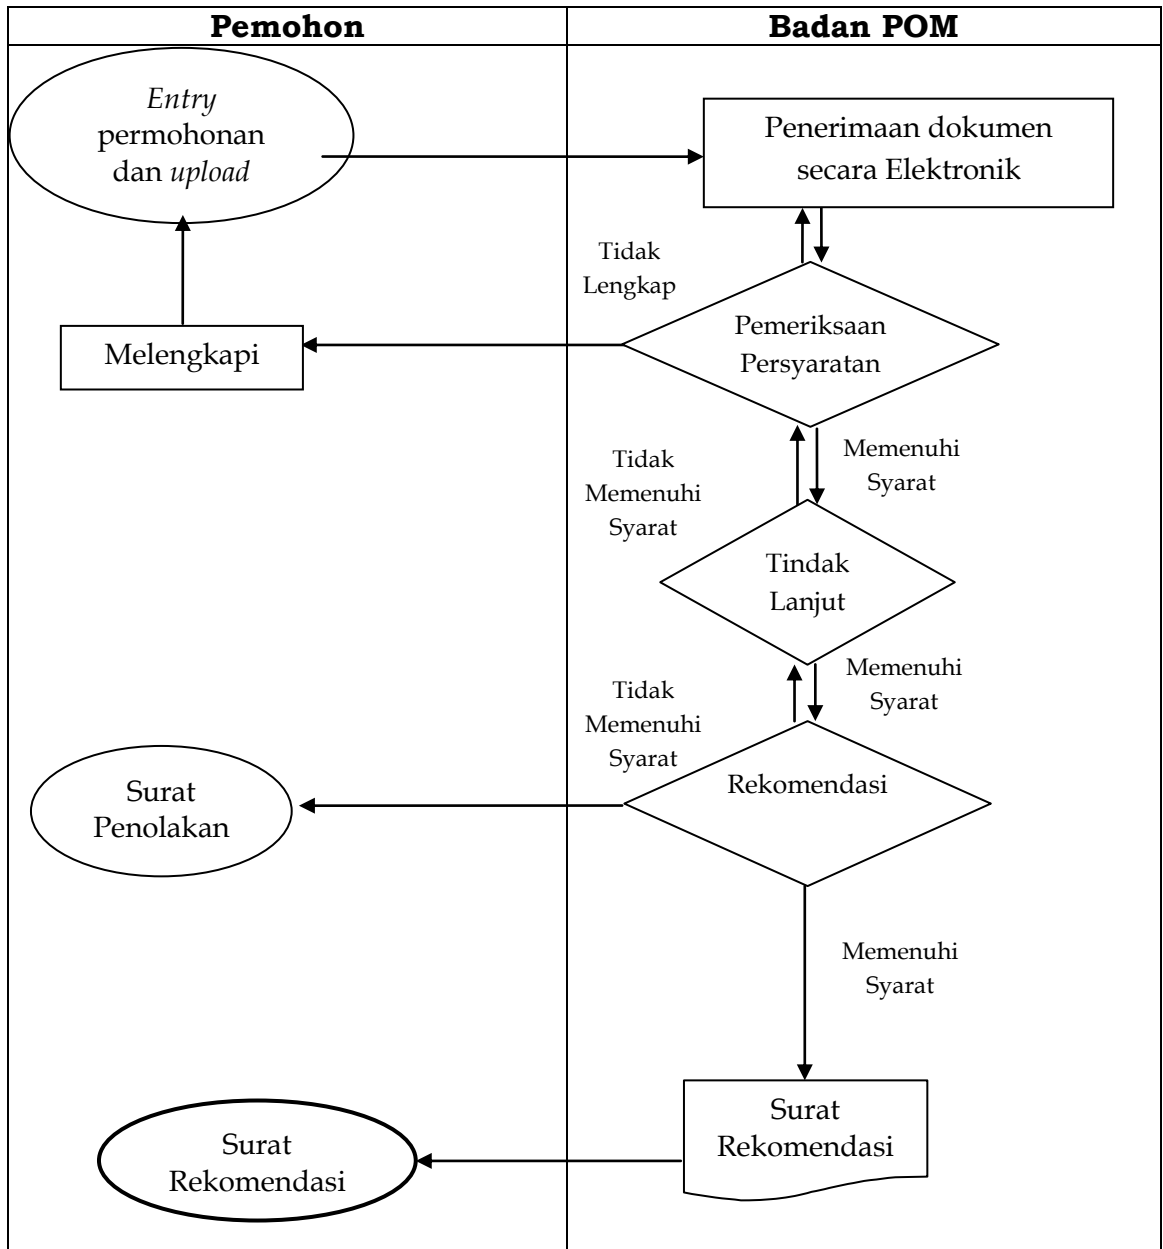 Pemohon
Badan POM
Entry
permohonan
dan upload
Penerimaan dokumen
secara Elektronik
Tidak
Lengkap
Melengkapi
Pemeriksaan
Persyaratan
Tidak
Memenuhi
Syarat
Memenuhi
Syarat
Tindak
Lanjut
Tidak
Memenuhi
Syarat
Memenuhi
Syarat
Surat
Penolakan
Rekomendasi
Memenuhi
Syarat
Surat
Rekomendasi
Surat
Rekomendasi